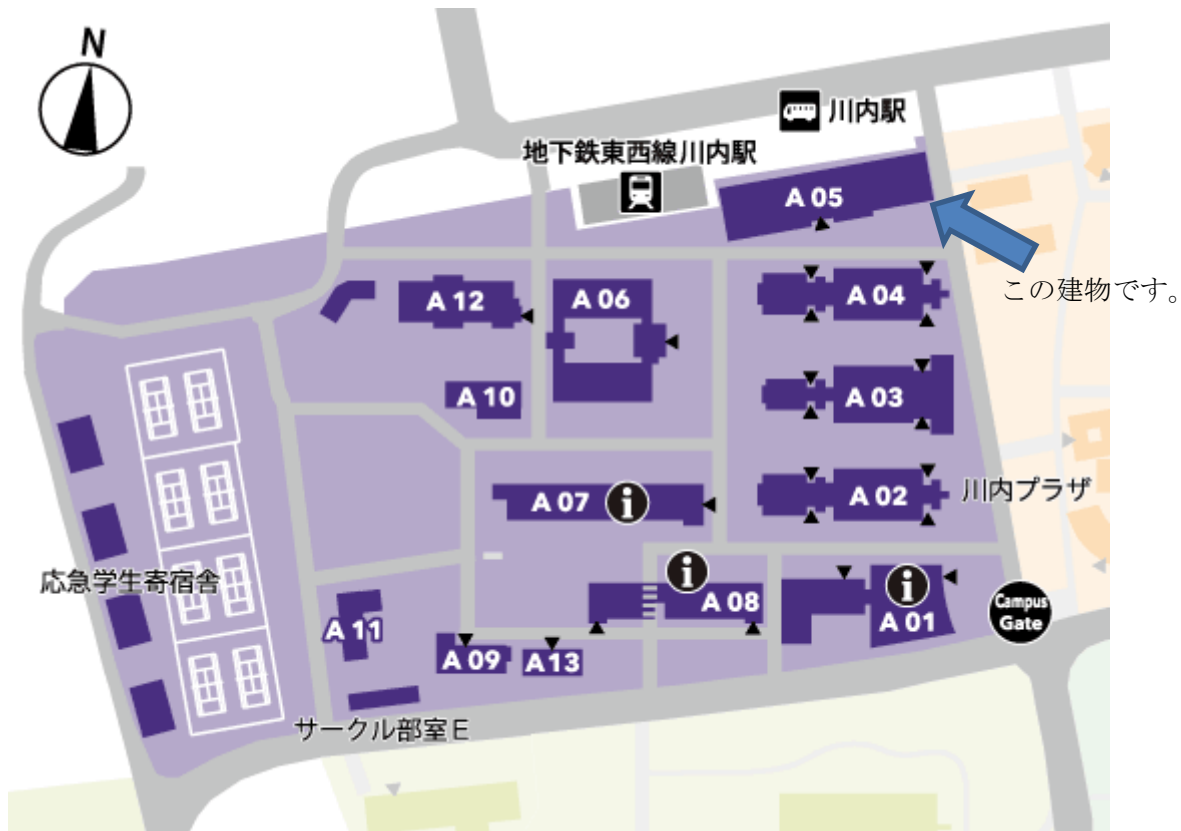 N
川内駅
地下鉄東西線川内駅
A 05
この建物です。
A 12
A 06
A 04
A 10
A 03
A 07
i
A 02
川内プラザ
応急学生寄宿舎
i
A 08
i
A 01
Campus
Gate
A 11
A 09
A 13
サークル部室E